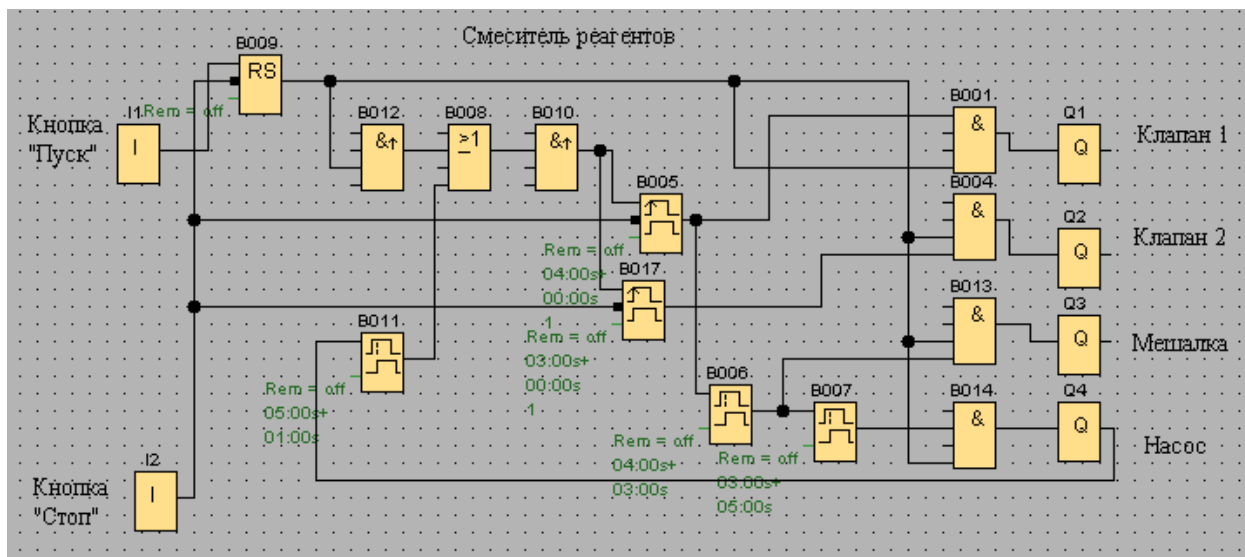 Смеситель реагентов
B009
RS
Rem = off
I1
I
Кнопка
"Пуск"
B012
&↑
B008
>1
B010
&↑
B001
&
Q1
Q
Клапан 1
B005
Rem = off
04:00s+
00:00s
1
B004
&
Q2
Q
Клапан 2
B017
Rem = off
03:00s+
00:00s
1
B011
Rem = off
05:00s+
01:00s
B013
&
Q3
Q
Мешалка
B006
Rem = off
04:00s+
03:00s
B007
Rem = off
03:00s+
05:00s
B014
&
Q4
Q
Насос
I2
I
Кнопка
"Стоп"